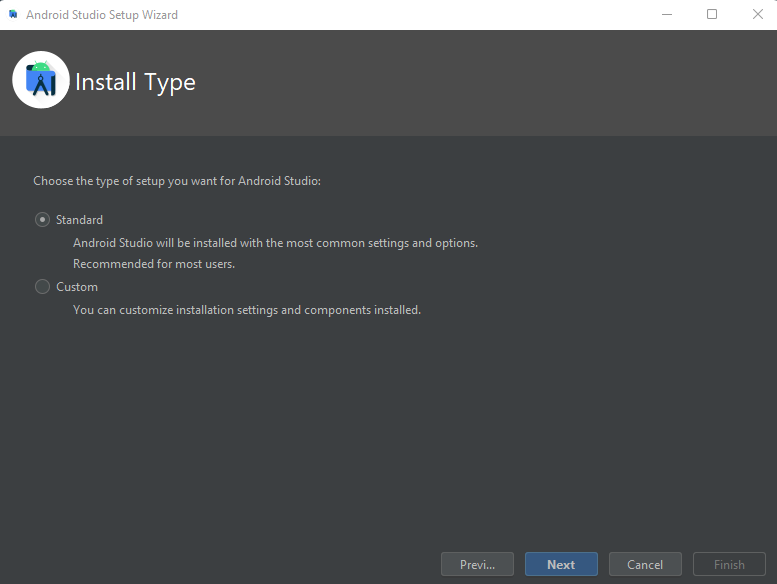 Android Studio Setup Wizard
Install Type
Choose the type of setup you want for Android Studio:
Standard
Android Studio will be installed with the most common settings and options.
Recommended for most users.
Custom
You can customize installation settings and components installed.
Previ... Next Cancel Finish